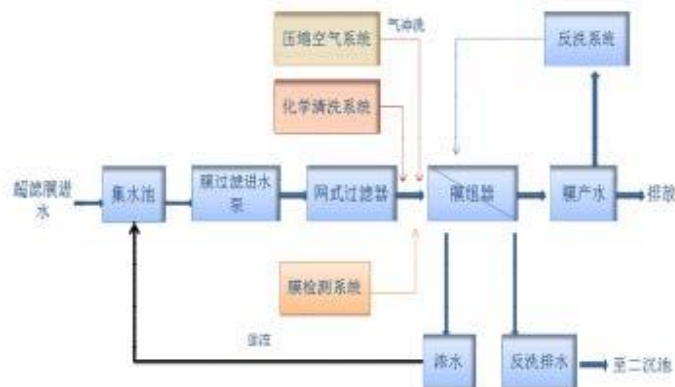 压缩空气系统
气冲洗
反洗系统
化学清洗系统
超滤膜进
水
集水池
膜过滤进水
泵
网式过滤器
膜组器
膜产水
排放
膜检测系统
浓水
反洗排水
至二沉池